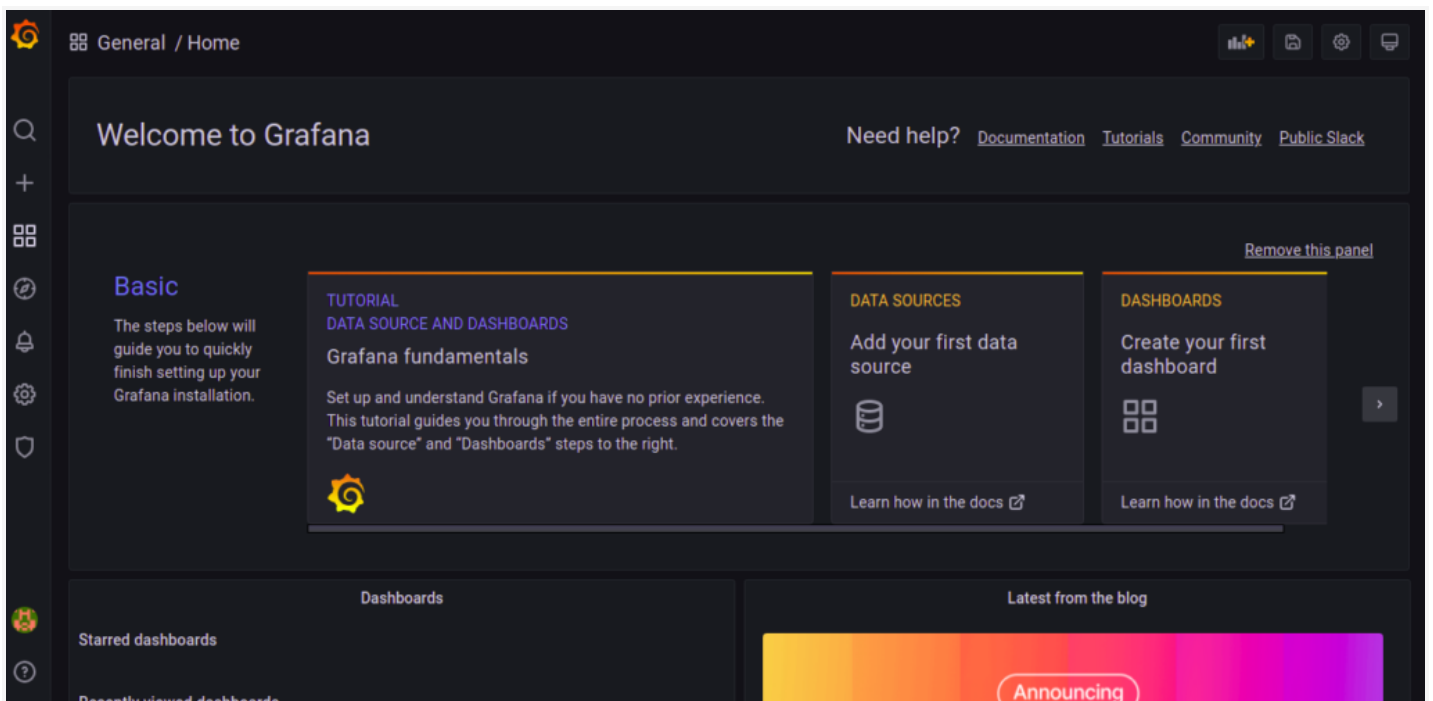 General / Home
Welcome to Grafana
Need help? Documentation Tutorials Community Public Slack
Remove this panel
Basic
The steps below will
guide you to quickly
finish setting up your
Grafana installation.
TUTORIAL
DATA SOURCE AND DASHBOARDS
Grafana fundamentals
Set up and understand Grafana if you have no prior experience.
This tutorial guides you through the entire process and covers the
“Data source” and “Dashboards” steps to the right.
DATA SOURCES
Add your first data
source
Learn how in the docs
DASHBOARDS
Create your first
dashboard
Learn how in the docs
Dashboards
Starred dashboards
Recently viewed dashboards
Latest from the blog
Announcing